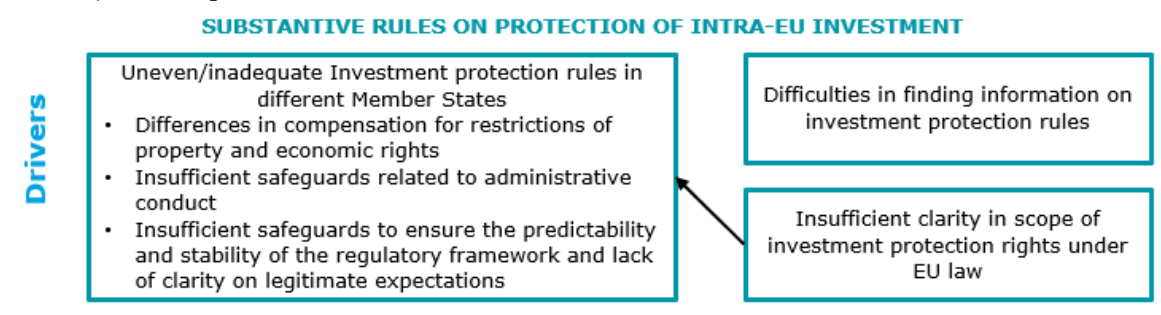 SUBSTANTIVE RULES ON PROTECTION OF INTRA-EU INVESTMENT
Drivers
Uneven/inadequate Investment protection rules in
different Member States
• Differences in compensation for restrictions of
property and economic rights
• Insufficient safeguards related to administrative
conduct
• Insufficient safeguards to ensure the predictability
and stability of the regulatory framework and lack
of clarity on legitimate expectations
Difficulties in finding information on
investment protection rules
Insufficient clarity in scope of
investment protection rights under
EU law